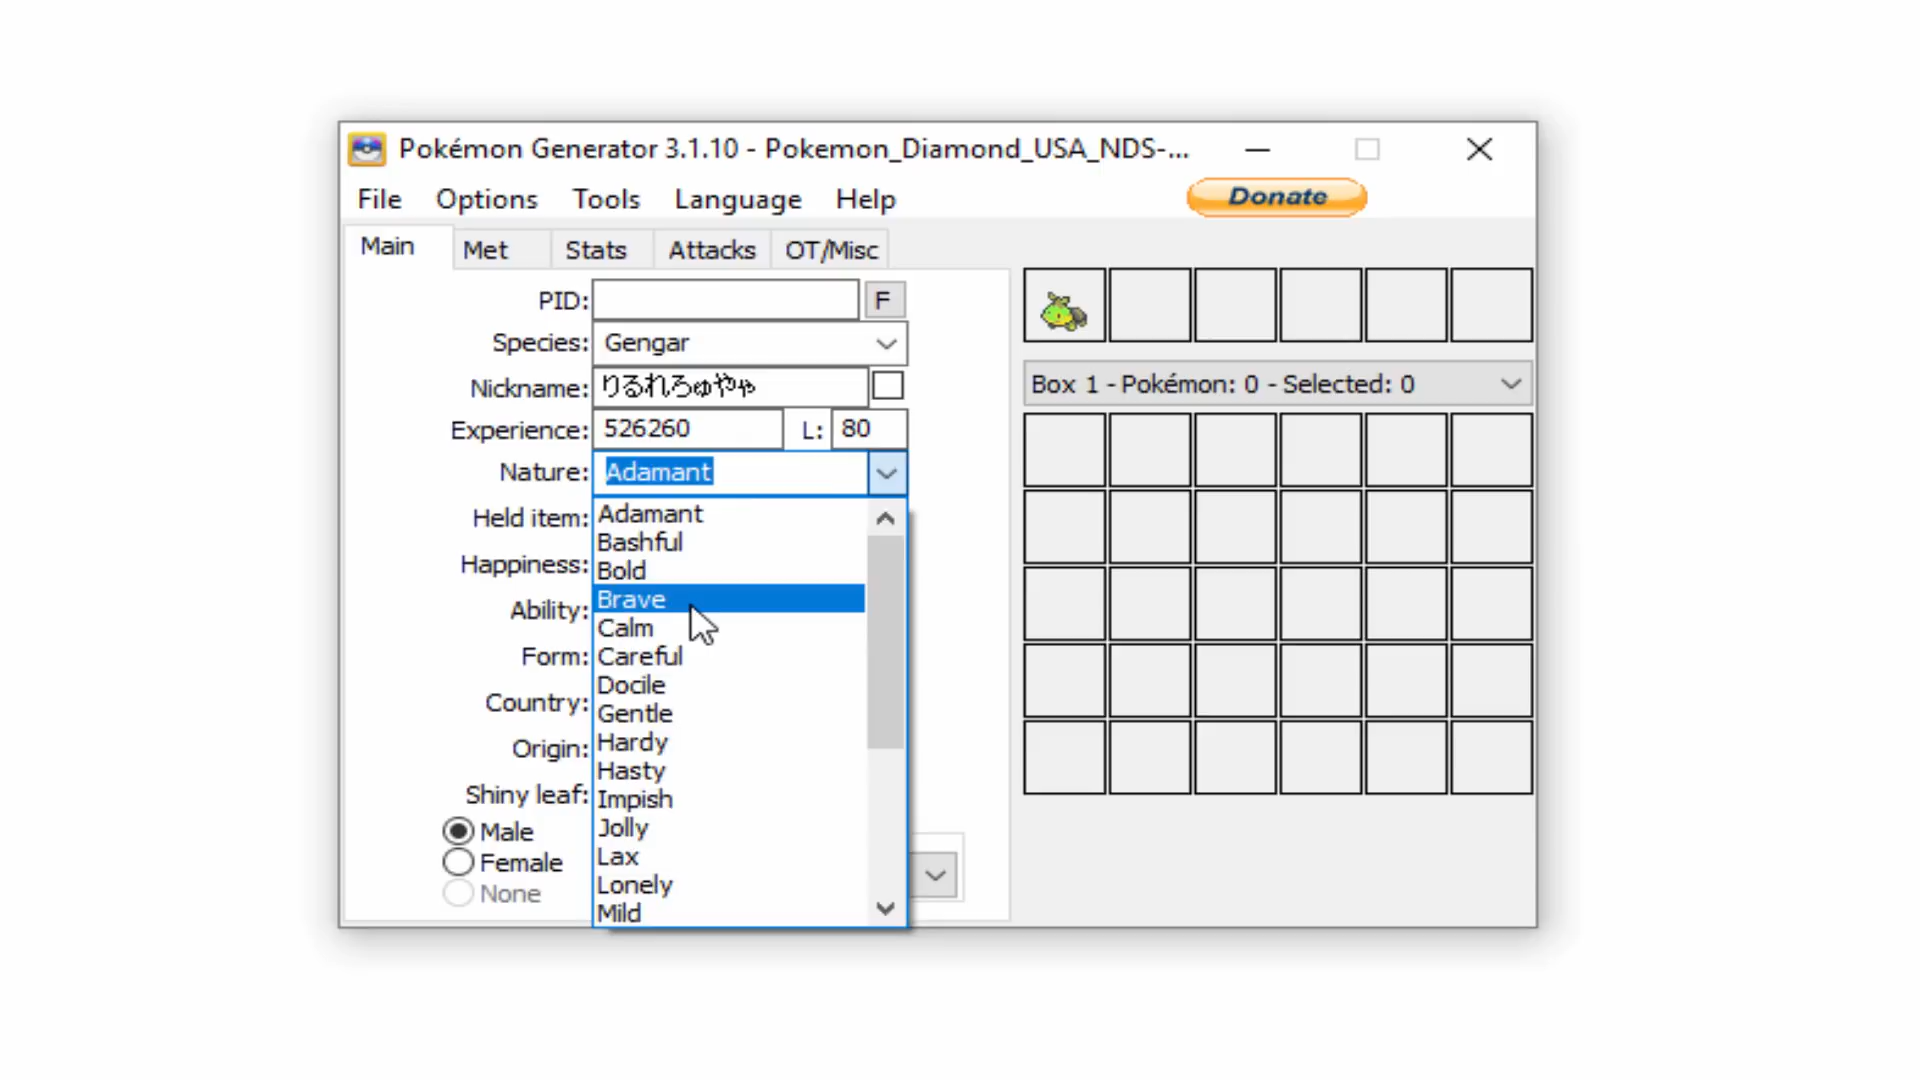 Pokémon Generator 3.1.10 - Pokemon_Diamond_USA_NDS-...
File Options Tools Language Help Donate
Main Met Stats Attacks OT/Misc
PID: F
Species: Gengar
Nickname: りるれろゅやゃ
Box 1 - Pokémon: 0 - Selected: 0
Experience: 526260 L: 80
Nature: Adamant
Held item:
Happiness:
Ability:
Form:
Country:
Origin:
Shiny leaf:
Male
Female
None
Adamant
Bashful
Bold
Brave
Calm
Careful
Docile
Gentle
Hardy
Hasty
Impish
Jolly
Lax
Lonely
Mild